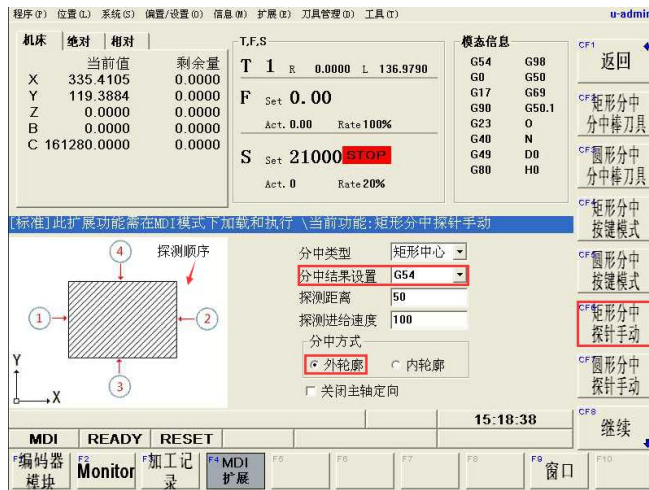 程序(P) 位置(L) 系统(S) 偏置/设置(O) 信息(M) 扩展(E) 刀具管理(D) 工具(T) u-admin
机床 绝对 相对
当前值 剩余量
X 335.4105 0.0000
Y 119.3884 0.0000
Z 0.0000 0.0000
B 0.0000 0.0000
C 161280.0000 0.0000
T,F,S
T 1 R 0.0000 L 136.9790
F Set 0.00
Act. 0.00 Rate 100%
S Set 21000 STOP
Act. 0 Rate 20%
模态信息
G54 G98
G0 G50
G17 G69
G90 G50.1
G23 O
G40 N
G49 D0
G80 H0
[标准]此扩展功能需在MDI模式下加载和执行 \当前功能:矩形分中探针手动
探测顺序
④
①
②
③
Y
X
分中类型 矩形中心
分中结果设置 G54
探测距离 50
探测进给速度 100
分中方式
外轮廓 内轮廓
关闭主轴定向
15:18:38
MDI READY RESET
CF1
返回
矩形分中
分中棒刀具
圆形分中
分中棒刀具
矩形分中
按键模式
圆形分中
按键模式
矩形分中
探针手动
圆形分中
探针手动
CF8
继续
编码器
模块
F2
Monitor
加工记
录
F4 MDI
扩展
F5
F6
F7
F8
F9
窗口
F10